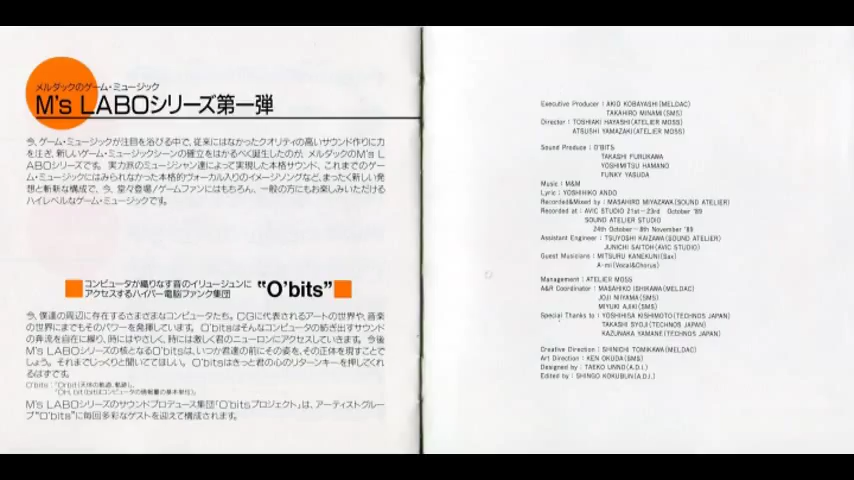 メルダックのゲーム・ミュージック
M's LABOシリーズ第一弾
今、ゲーム・ミュージックが注目を浴びる中で、従来にはなかったクオリティの高いサウンド作りに力
を注ぎ、新しいゲームミュージックシーンの確立をはかるべく誕生したのが、メルダックのM's L
ABOシリーズです。実力派のミュージシャン達によって実現した本格サウンド、これまでのゲー
ム・ミュージックにはみられなかった本格的ヴォーカル入りのイメージソングなど、まったく新しい発
想と斬新な構成で、今、堂々登場!ゲームファンにはもちろん、一般の方にもお楽しみいただける
ハイレベルなゲーム・ミュージックです。
コンピュータが織りなす音のイリュージュンに
アクセスするハイパー電脳ファンク集団
"O'bits"
今、僕達の周辺に存在するさまざまなコンピュータたち。CGに代表されるアートの世界や、音楽
の世界にまでもそのパワーを発揮しています。O'bitsはそんなコンピュータの紡ぎ出すサウンド
の奔流を自在に操り、時にはやさしく、時には激しく君のニューロンにアクセスしていきます。今後
M's LABOシリーズの核となるO'bitsは、いつか君達の前にその姿を、その正体を現すことで
しょう。それまでじっくりと聞いてて欲しい。O'bitsはきっと君の心のリターンキーを押してくれ
るはずです。
O'bits:"Orbit(天体の軌道、軌跡)、
"Oh!, bit(bitはコンピュータの情報量の基本単位)。
M's LABOシリーズのサウンドプロデュース集団「O'bitsプロジェクト」は、アーティストグルー
プ"O'bits"に毎回多彩なゲストを迎えて構成されます。
Executive Producer : AKIO KOBAYASHI(MELDAC)
TAKAHIRO MINAMI(SMS)
Director : TOSHIAKI HAYASHI(ATELIER MOSS)
ATSUSHI YAMAZAKI(ATELIER MOSS)
Sound Produce : O'BITS
TAKASHI FURUKAWA
YOSHIMITSU HAMANO
FUNKY YASUDA
Music : M&M
Lyric : YOSHIHIKO ANDO
Recorded&Mixed by : MASAHIRO MIYAZAWA(SOUND ATELIER)
Recorded at : AVIC STUDIO 21st―23rd October '89
SOUND ATELIER STUDIO
24th October―8th November '89
Assistant Engineer : TSUYOSHI KAIZAWA(SOUND ATELIER)
JUNICHI SAITOH(AVIC STUDIO)
Guest Musicians : MITSURU KANEKUNI(Sax)
A-mi(Vocal&Chorus)
Management : ATELIER MOSS
A&R Coordinator : MASAHIKO ISHIKAWA(MELDAC)
JOJI NIIYAMA(SMS)
MIYUKI AJIKI(SMS)
Special Thanks to : YOSHIHISA KISHIMOTO(TECHNOS JAPAN)
TAKASHI SYOJI(TECHNOS JAPAN)
KAZUNAKA YAMANE(TECHNOS JAPAN)
Creative Direction : SHINICHI TOMIKAWA(MELDAC)
Art Direction : KEN OKUDA(SMS)
Designed by : TAEKO UNNO(A.D.I.)
Edited by : SHINGO KOKUBUN(A.D.I.)